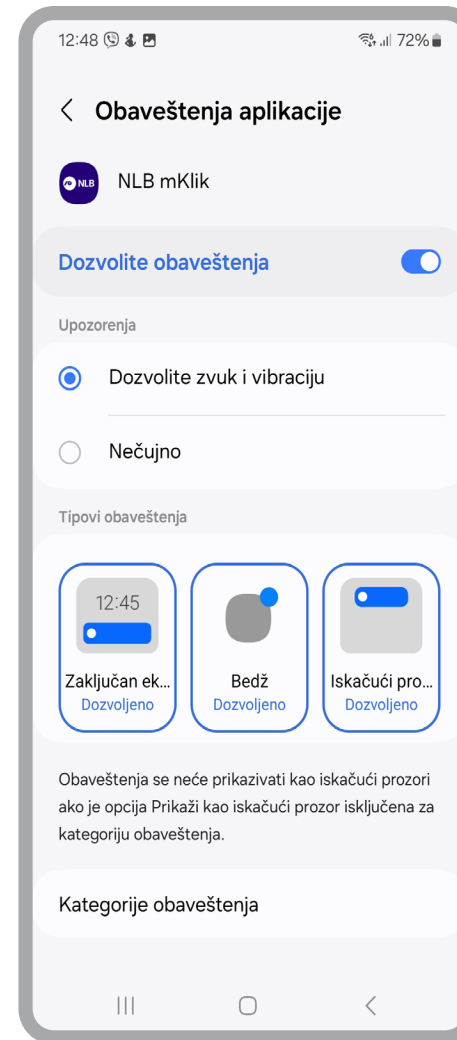 12:48
72%
Obaveštenja aplikacije
NLB
NLB mKlik
Dozvolite obaveštenja
Upozorenja
Dozvolite zvuk i vibraciju
Nečujno
Tipovi obaveštenja
12:45
Zaključan ek...
Dozvoljeno
Bedž
Dozvoljeno
Iskačući pro...
Dozvoljeno
Obaveštenja se neće prikazivati kao iskačući prozori
ako je opcija Prikaži kao iskačući prozor isključena za
kategoriju obaveštenja.
Kategorije obaveštenja